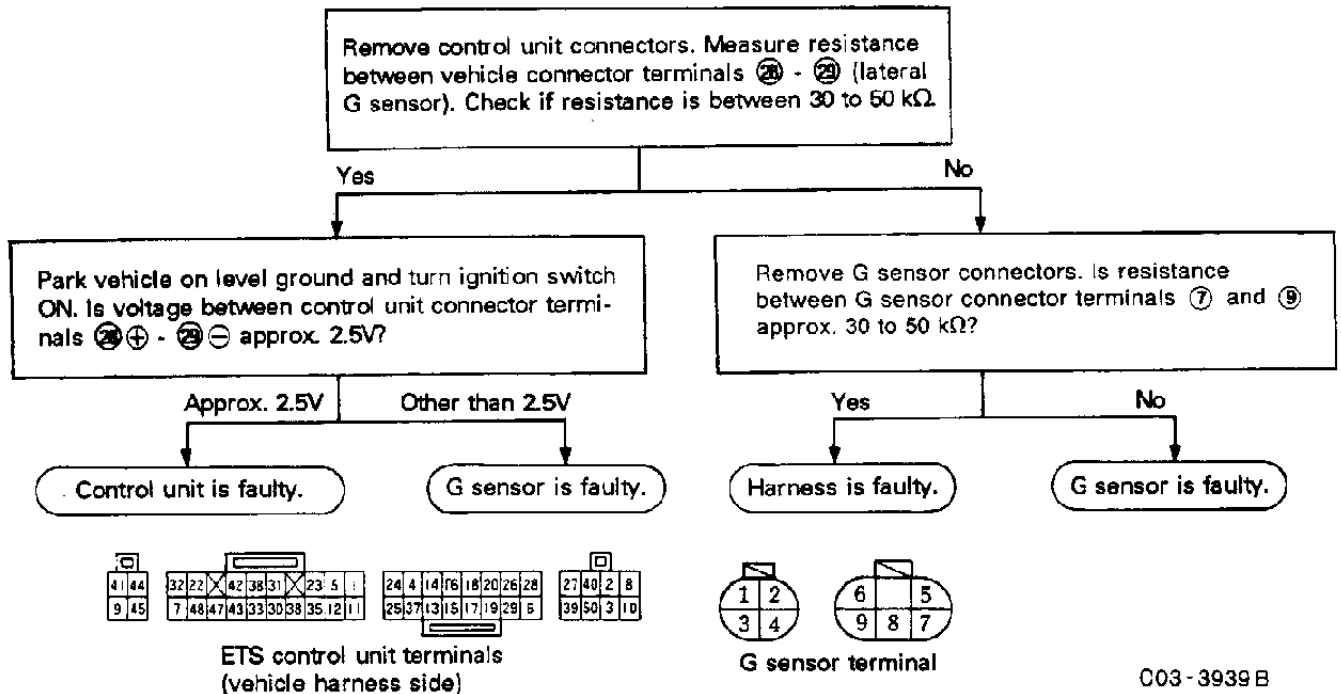 Remove control unit connectors. Measure resistance
between vehicle connector terminals - 29 (lateral
G sensor). Check if resistance is between 30 to 50 kΩ.
Yes
No
Park vehicle on level ground and turn ignition switch
ON. Is voltage between control unit connector termi-
nals ⊕ - 29 ⊖ approx. 2.5V?
Remove G sensor connectors. Is resistance
between G sensor connector terminals ⑦ and ⑨
approx. 30 to 50 kΩ?
Approx. 2.5V
Other than 2.5V
Yes
No
Control unit is faulty.
G sensor is faulty.
Harness is faulty.
G sensor is faulty.
41 44
9 45
32 22 42 38 31 23 5 1
7 48 47 43 33 30 38 35 12 11
24 4 14 16 18 20 26 28
25 37 13 15 17 19 29 6
27 40 2 8
39 50 3 10
1 2
3 4
6 5
9 8 7
ETS control unit terminals
(vehicle harness side)
G sensor terminal
C03-3939 B